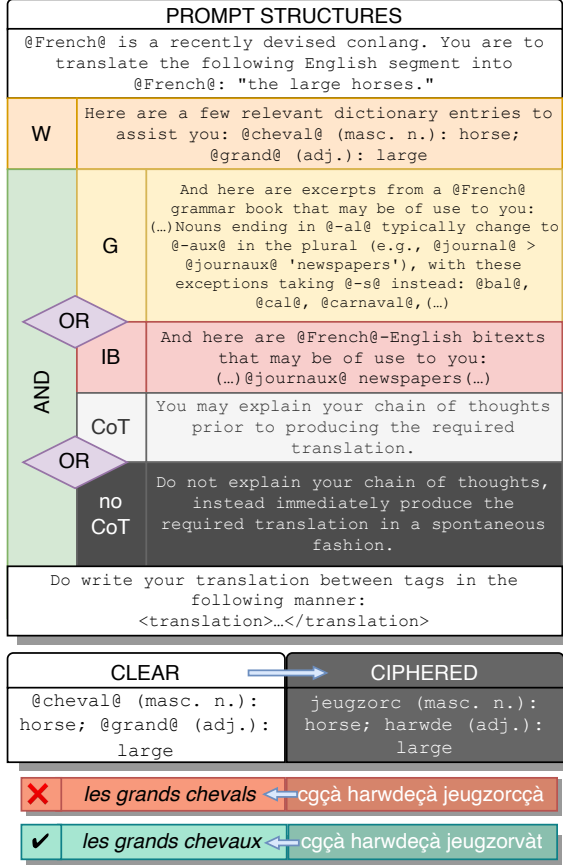 PROMPT STRUCTURES
@French@ is a recently devised conlang. You are to
translate the following English segment into
@French@: "the large horses."
W
Here are a few relevant dictionary entries to
assist you: @cheval@ (masc. n.): horse;
@grand@ (adj.): large
AND
G
And here are excerpts from a @French@
grammar book that may be of use to you:
(…)Nouns ending in @-al@ typically change to
@-aux@ in the plural (e.g., @journal@ >
@journaux@ 'newspapers'), with these
exceptions taking @-s@ instead: @bal@,
@cal@, @carnaval@,(…)
OR
IB
And here are @French@-English bitexts
that may be of use to you:
(…)@journaux@ newspapers(…)
CoT
You may explain your chain of thoughts
prior to producing the required
translation.
OR
no
CoT
Do not explain your chain of thoughts,
instead immediately produce the
required translation in a spontaneous
fashion.
Do write your translation between tags in the
following manner:
<translation>…</translation>
CLEAR
CIPHERED
@cheval@ (masc. n.):
horse; @grand@ (adj.):
large
jeugzorc (masc. n.):
horse; harwde (adj.):
large
les grands chevals
cgçà harwdeçà jeugzorcçà
les grands chevaux
cgçà harwdeçà jeugzorvàt